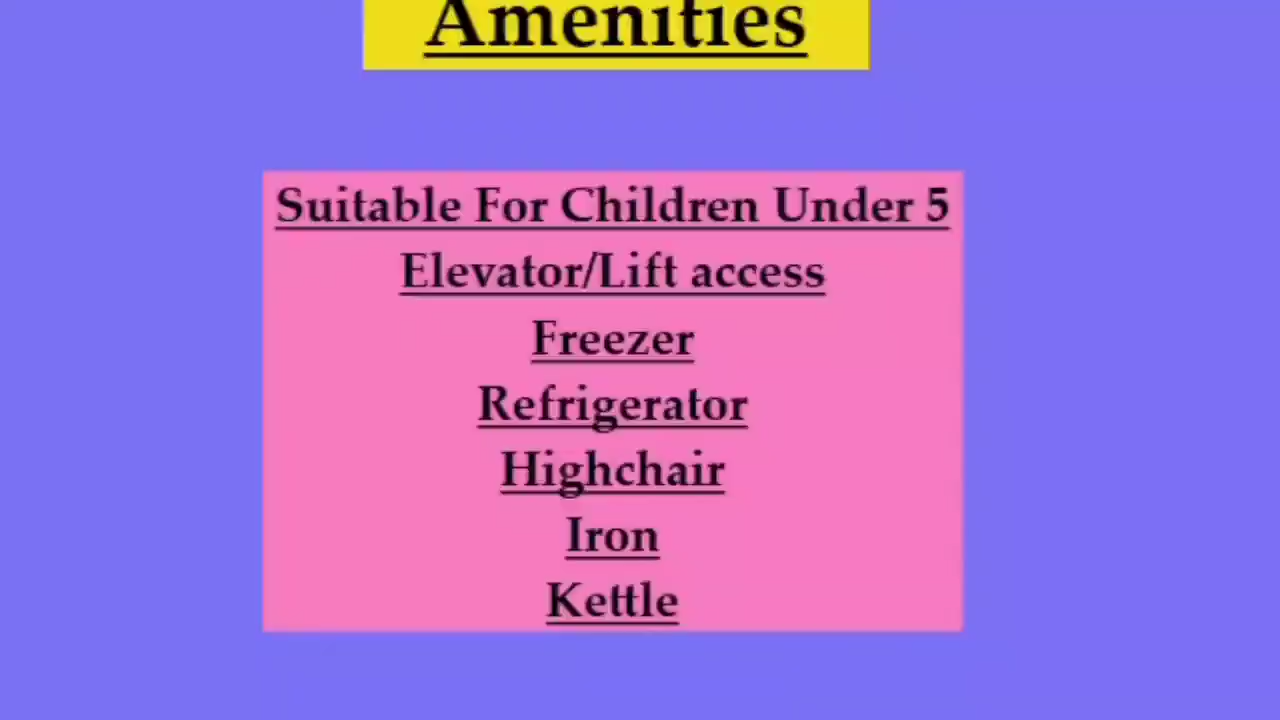 Amenities
Suitable For Children Under 5
Elevator/Lift access
Freezer
Refrigerator
Highchair
Iron
Kettle